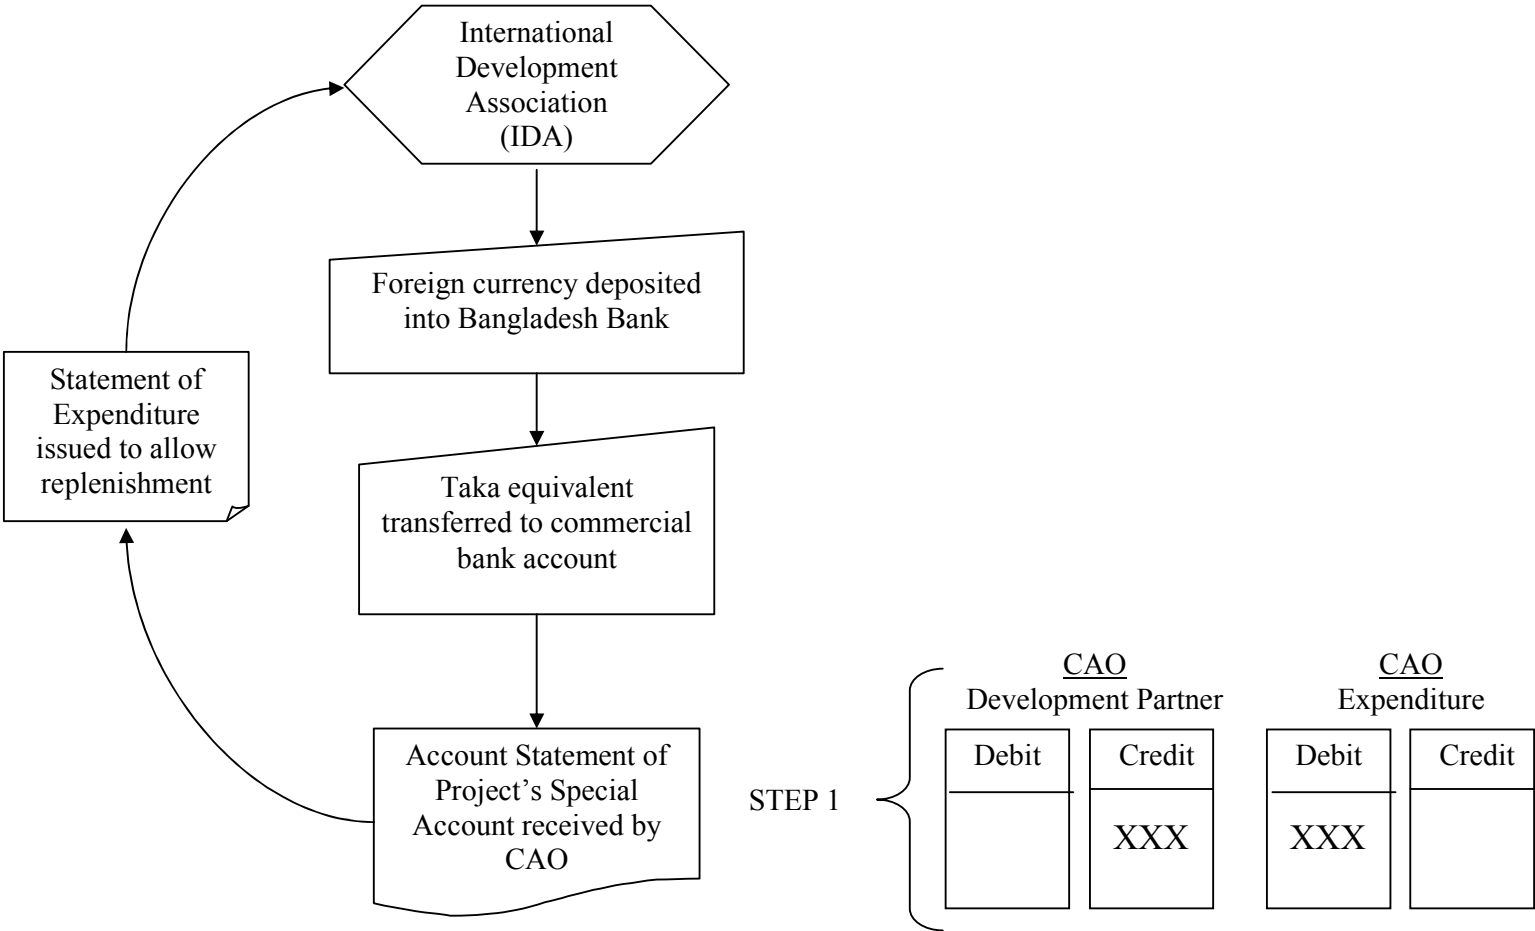 International
Development
Association
(IDA)
Foreign currency deposited
into Bangladesh Bank
Statement of
Expenditure
issued to allow
replenishment
Taka equivalent
transferred to commercial
bank account
Account Statement of
Project’s Special
Account received by
CAO
STEP 1
CAO
Development Partner
Debit
Credit
XXX
CAO
Expenditure
Debit
Credit
XXX